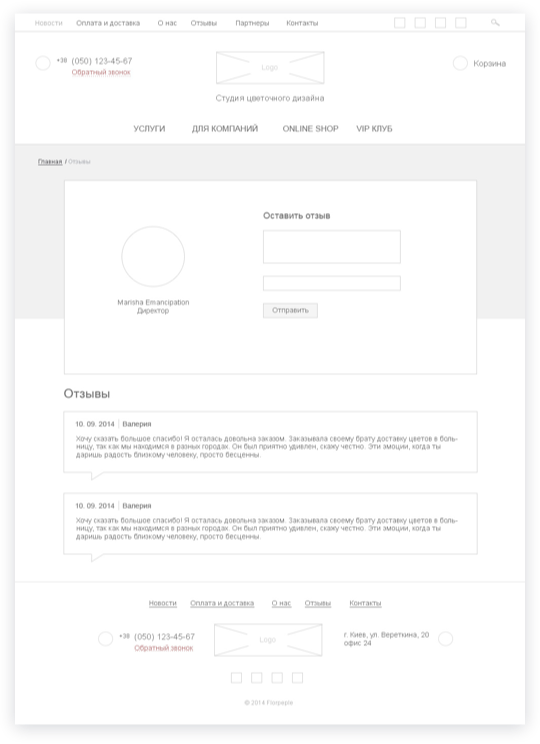 Новости Оплата и доставка О нас Отзывы Партнеры Контакты
+38 (050) 123-45-67
Обратный звонок
Logo
Корзина
Студия цветочного дизайна
УСЛУГИ ДЛЯ КОМПАНИЙ ONLINE SHOP VIP КЛУБ
Главная / Отзывы
Оставить отзыв
Marisha Emancipation
Директор
Отправить
Отзывы
10. 09. 2014 Валерия
Хочу сказать большое спасибо! Я осталась довольна заказом. Заказывала своему брату доставку цветов в боль-
ницу, так как мы находимся в разных городах. Он был приятно удивлен, скажу честно. Эти эмоции, когда ты
даришь радость близкому человеку, просто бесценны.
10. 09. 2014 Валерия
Хочу сказать большое спасибо! Я осталась довольна заказом. Заказывала своему брату доставку цветов в боль-
ницу, так как мы находимся в разных городах. Он был приятно удивлен, скажу честно. Эти эмоции, когда ты
даришь радость близкому человеку, просто бесценны.
Новости Оплата и доставка О нас Отзывы Контакты
+38 (050) 123-45-67
Обратный звонок
Logo
г. Киев, ул. Вереткина, 20
офис 24
© 2014